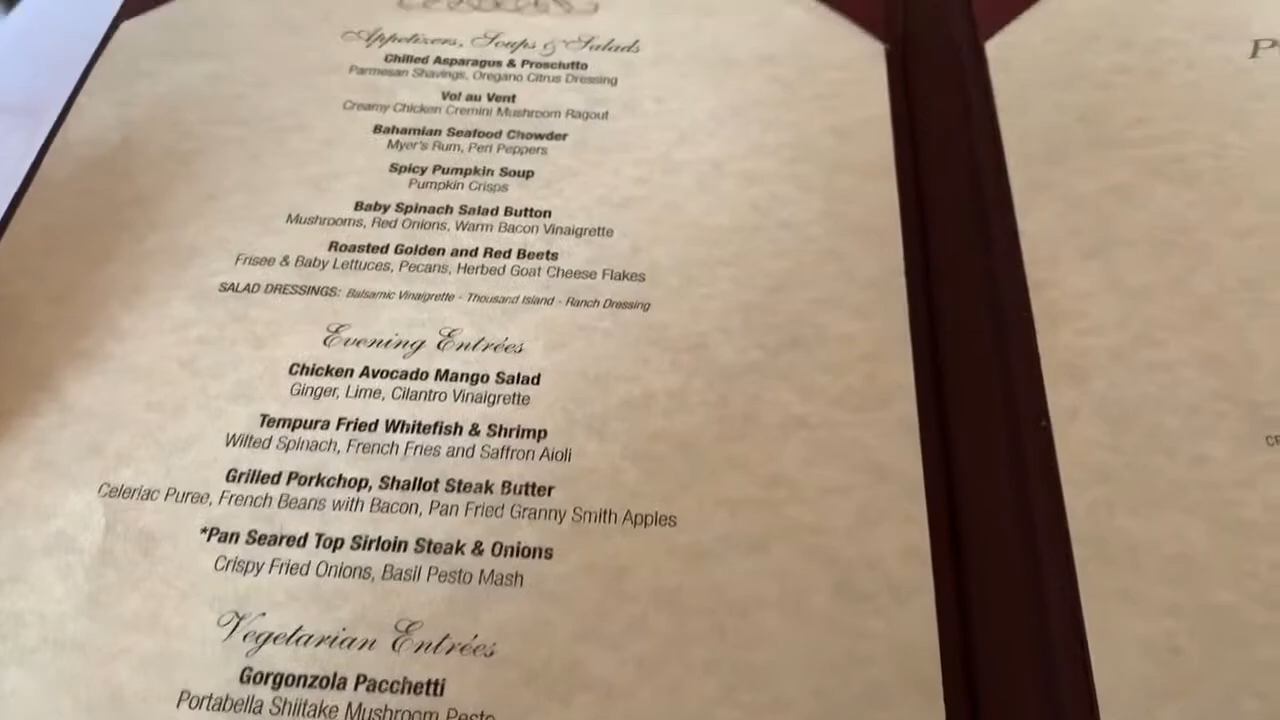 Appetizers, Soups & Salads
Chilled Asparagus & Prosciutto
Parmesan Shavings, Oregano Citrus Dressing
Vol au Vent
Creamy Chicken Cremini Mushroom Ragout
Bahamian Seafood Chowder
Myer's Rum, Peri Peppers
Spicy Pumpkin Soup
Pumpkin Crisps
Baby Spinach Salad Button
Mushrooms, Red Onions, Warm Bacon Vinaigrette
Roasted Golden and Red Beets
Frisee & Baby Lettuces, Pecans, Herbed Goat Cheese Flakes
SALAD DRESSINGS: Balsamic Vinaigrette - Thousand Island - Ranch Dressing
Evening Entrées
Chicken Avocado Mango Salad
Ginger, Lime, Cilantro Vinaigrette
Tempura Fried Whitefish & Shrimp
Wilted Spinach, French Fries and Saffron Aioli
Grilled Porkchop, Shallot Steak Butter
Celeriac Puree, French Beans with Bacon, Pan Fried Granny Smith Apples
*Pan Seared Top Sirloin Steak & Onions
Crispy Fried Onions, Basil Pesto Mash
Vegetarian Entrées
Gorgonzola Pacchetti
Portabella Shiitake Mushroom Pesto